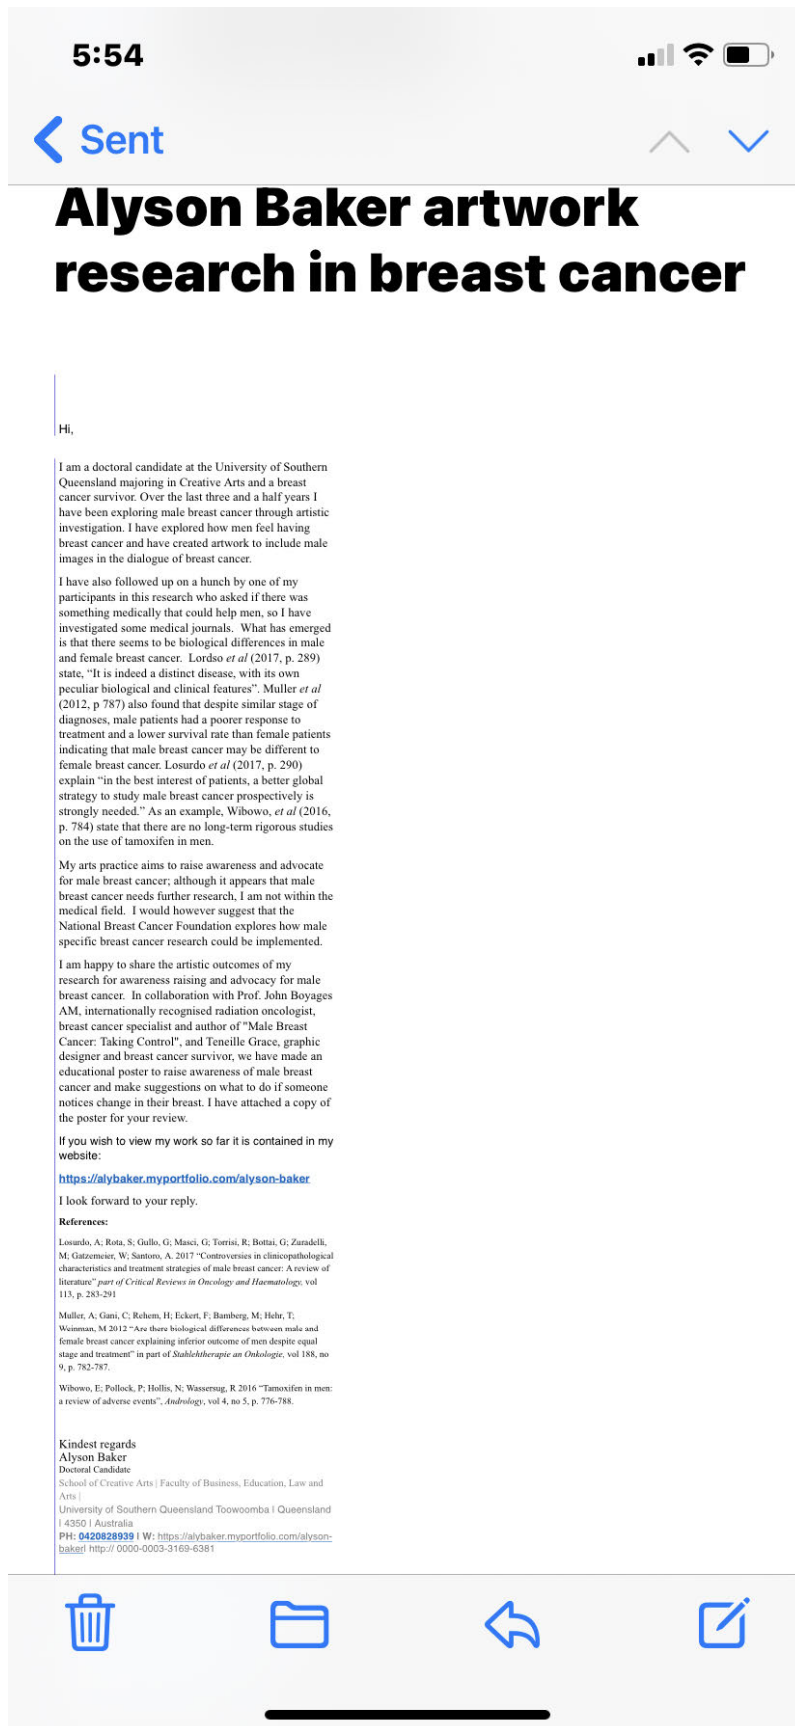 5:54
Sent
Alyson Baker artwork
research in breast cancer
Hi,
I am a doctoral candidate at the University of Southern
Queensland majoring in Creative Arts and a breast
cancer survivor. Over the last three and a half years I
have been exploring male breast cancer through artistic
investigation. I have explored how men feel having
breast cancer and have created artwork to include male
images in the dialogue of breast cancer.
I have also followed up on a hunch by one of my
participants in this research who asked if there was
something medically that could help men, so I have
investigated some medical journals.  What has emerged
is that there seems to be biological differences in male
and female breast cancer.  Lordso et al (2017, p. 289)
state, “It is indeed a distinct disease, with its own
peculiar biological and clinical features”. Muller et al
(2012, p 787) also found that despite similar stage of
diagnoses, male patients had a poorer response to
treatment and a lower survival rate than female patients
indicating that male breast cancer may be different to
female breast cancer. Losurdo et al (2017, p. 290)
explain “in the best interest of patients, a better global
strategy to study male breast cancer prospectively is
strongly needed.” As an example, Wibowo, et al (2016,
p. 784) state that there are no long-term rigorous studies
on the use of tamoxifen in men.
My arts practice aims to raise awareness and advocate
for male breast cancer; although it appears that male
breast cancer needs further research, I am not within the
medical field.  I would however suggest that the
National Breast Cancer Foundation explores how male
specific breast cancer research could be implemented.
I am happy to share the artistic outcomes of my
research for awareness raising and advocacy for male
breast cancer.  In collaboration with Prof. John Boyages
AM, internationally recognised radiation oncologist,
breast cancer specialist and author of "Male Breast
Cancer: Taking Control", and Teneille Grace, graphic
designer and breast cancer survivor, we have made an
educational poster to raise awareness of male breast
cancer and make suggestions on what to do if someone
notices change in their breast. I have attached a copy of
the poster for your review.
If you wish to view my work so far it is contained in my
website:
https://alybaker.myportfolio.com/alyson-baker
I look forward to your reply.
References:
Losurdo, A; Rota, S; Gullo, G; Masci, G; Torrisi, R; Bottai, G; Zuradelli,
M; Gatzemeier, W; Santoro, A. 2017 “Controversies in clinicopathological
characteristics and treatment strategies of male breast cancer: A review of
literature” part of Critical Reviews in Oncology and Haematology, vol
113, p. 283-291
Muller, A; Gani, C; Rehem, H; Eckert, F; Bamberg, M; Hehr, T;
Weinman, M 2012 “Are there biological differences between male and
female breast cancer explaining inferior outcome of men despite equal
stage and treatment” in part of Stahlehtherapie an Onkologie, vol 188, no
9, p. 782-787.
Wibowo, E; Pollock, P; Hollis, N; Wassersug, R 2016 “Tamoxifen in men:
a review of adverse events”, Andrology, vol 4, no 5, p. 776-788.
Kindest regards
Alyson Baker
Doctoral Candidate
School of Creative Arts | Faculty of Business, Education, Law and
Arts |
University of Southern Queensland Toowoomba I Queensland
I 4350 I Australia
PH: 0420828939 I W: https://alybaker.myportfolio.com/alyson-
bakerI http:// 0000-0003-3169-6381